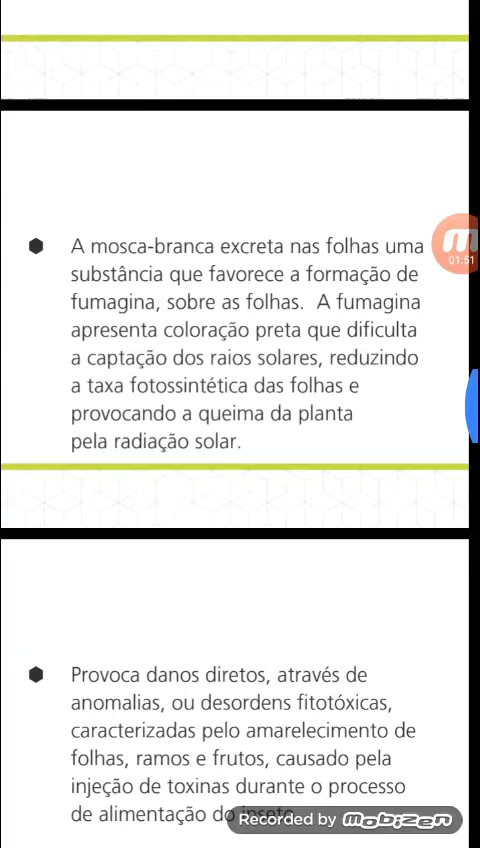 A mosca-branca excreta nas folhas uma
substância que favorece a formação de
fumagina, sobre as folhas. A fumagina
apresenta coloração preta que dificulta
a captação dos raios solares, reduzindo
a taxa fotossintética das folhas e
provocando a queima da planta
pela radiação solar.
01:51
Provoca danos diretos, através de
anomalias, ou desordens fitotóxicas,
caracterizadas pelo amarelecimento de
folhas, ramos e frutos, causado pela
injeção de toxinas durante o processo
de alimentação do inseto
Recorded by mobizen